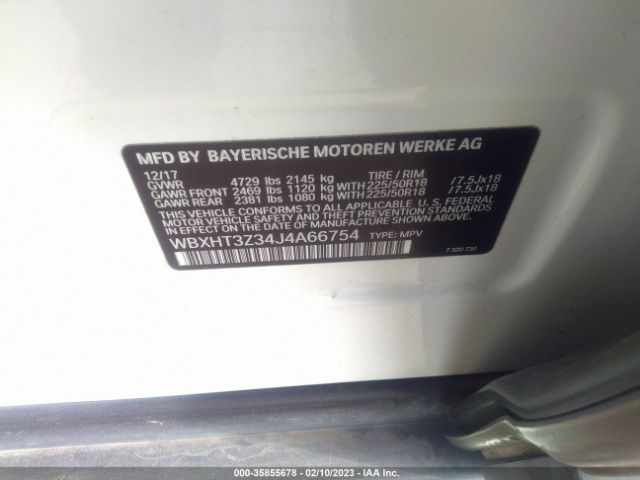 MFD BY BAYERISCHE MOTOREN WERKE AG
12/17 TIRE / RIM
GVWR 4729 lbs 2145 kg
GAWR FRONT 2469 lbs 1120 kg WITH 225/50R18 /7.5Jx18
GAWR REAR 2381 lbs 1080 kg WITH 225/50R18 /7.5Jx18
THIS VEHICLE CONFORMS TO ALL APPLICABLE U. S. FEDERAL
MOTOR VEHICLE SAFETY, BUMPER, AND THEFT PREVENTION
STANDARDS IN EFFECT ON THE DATE OF MANUFACTURE SHOWN ABOVE.
WBXHT3Z34J4A66754 TYPE: MPV
7 320 730
000-35855678 - 02/10/2023 - IAA Inc.